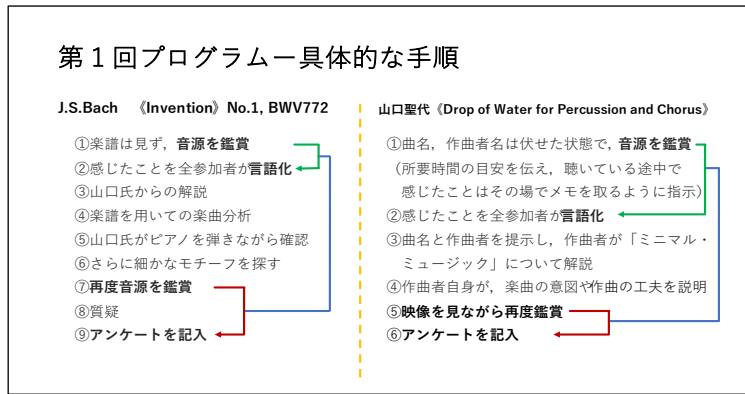 第１回プログラムー具体的な手順
J.S.Bach 《Invention》No.1, BWV772
①楽譜は見ず，音源を鑑賞
②感じたことを全参加者が言語化
③山口氏からの解説
④楽譜を用いての楽曲分析
⑤山口氏がピアノを弾きながら確認
⑥さらに細かなモチーフを探す
⑦再度音源を鑑賞
⑧質疑
⑨アンケートを記入
山口聖代《Drop of Water for Percussion and Chorus》
①曲名，作曲者名は伏せた状態で，音源を鑑賞
（所要時間の目安を伝え，聴いている途中で
感じたことはその場でメモを取るように指示）
②感じたことを全参加者が言語化
③曲名と作曲者を提示し，作曲者が「ミニマル・
ミュージック」について解説
④作曲者自身が，楽曲の意図や作曲の工夫を説明
⑤映像を見ながら再度鑑賞
⑥アンケートを記入